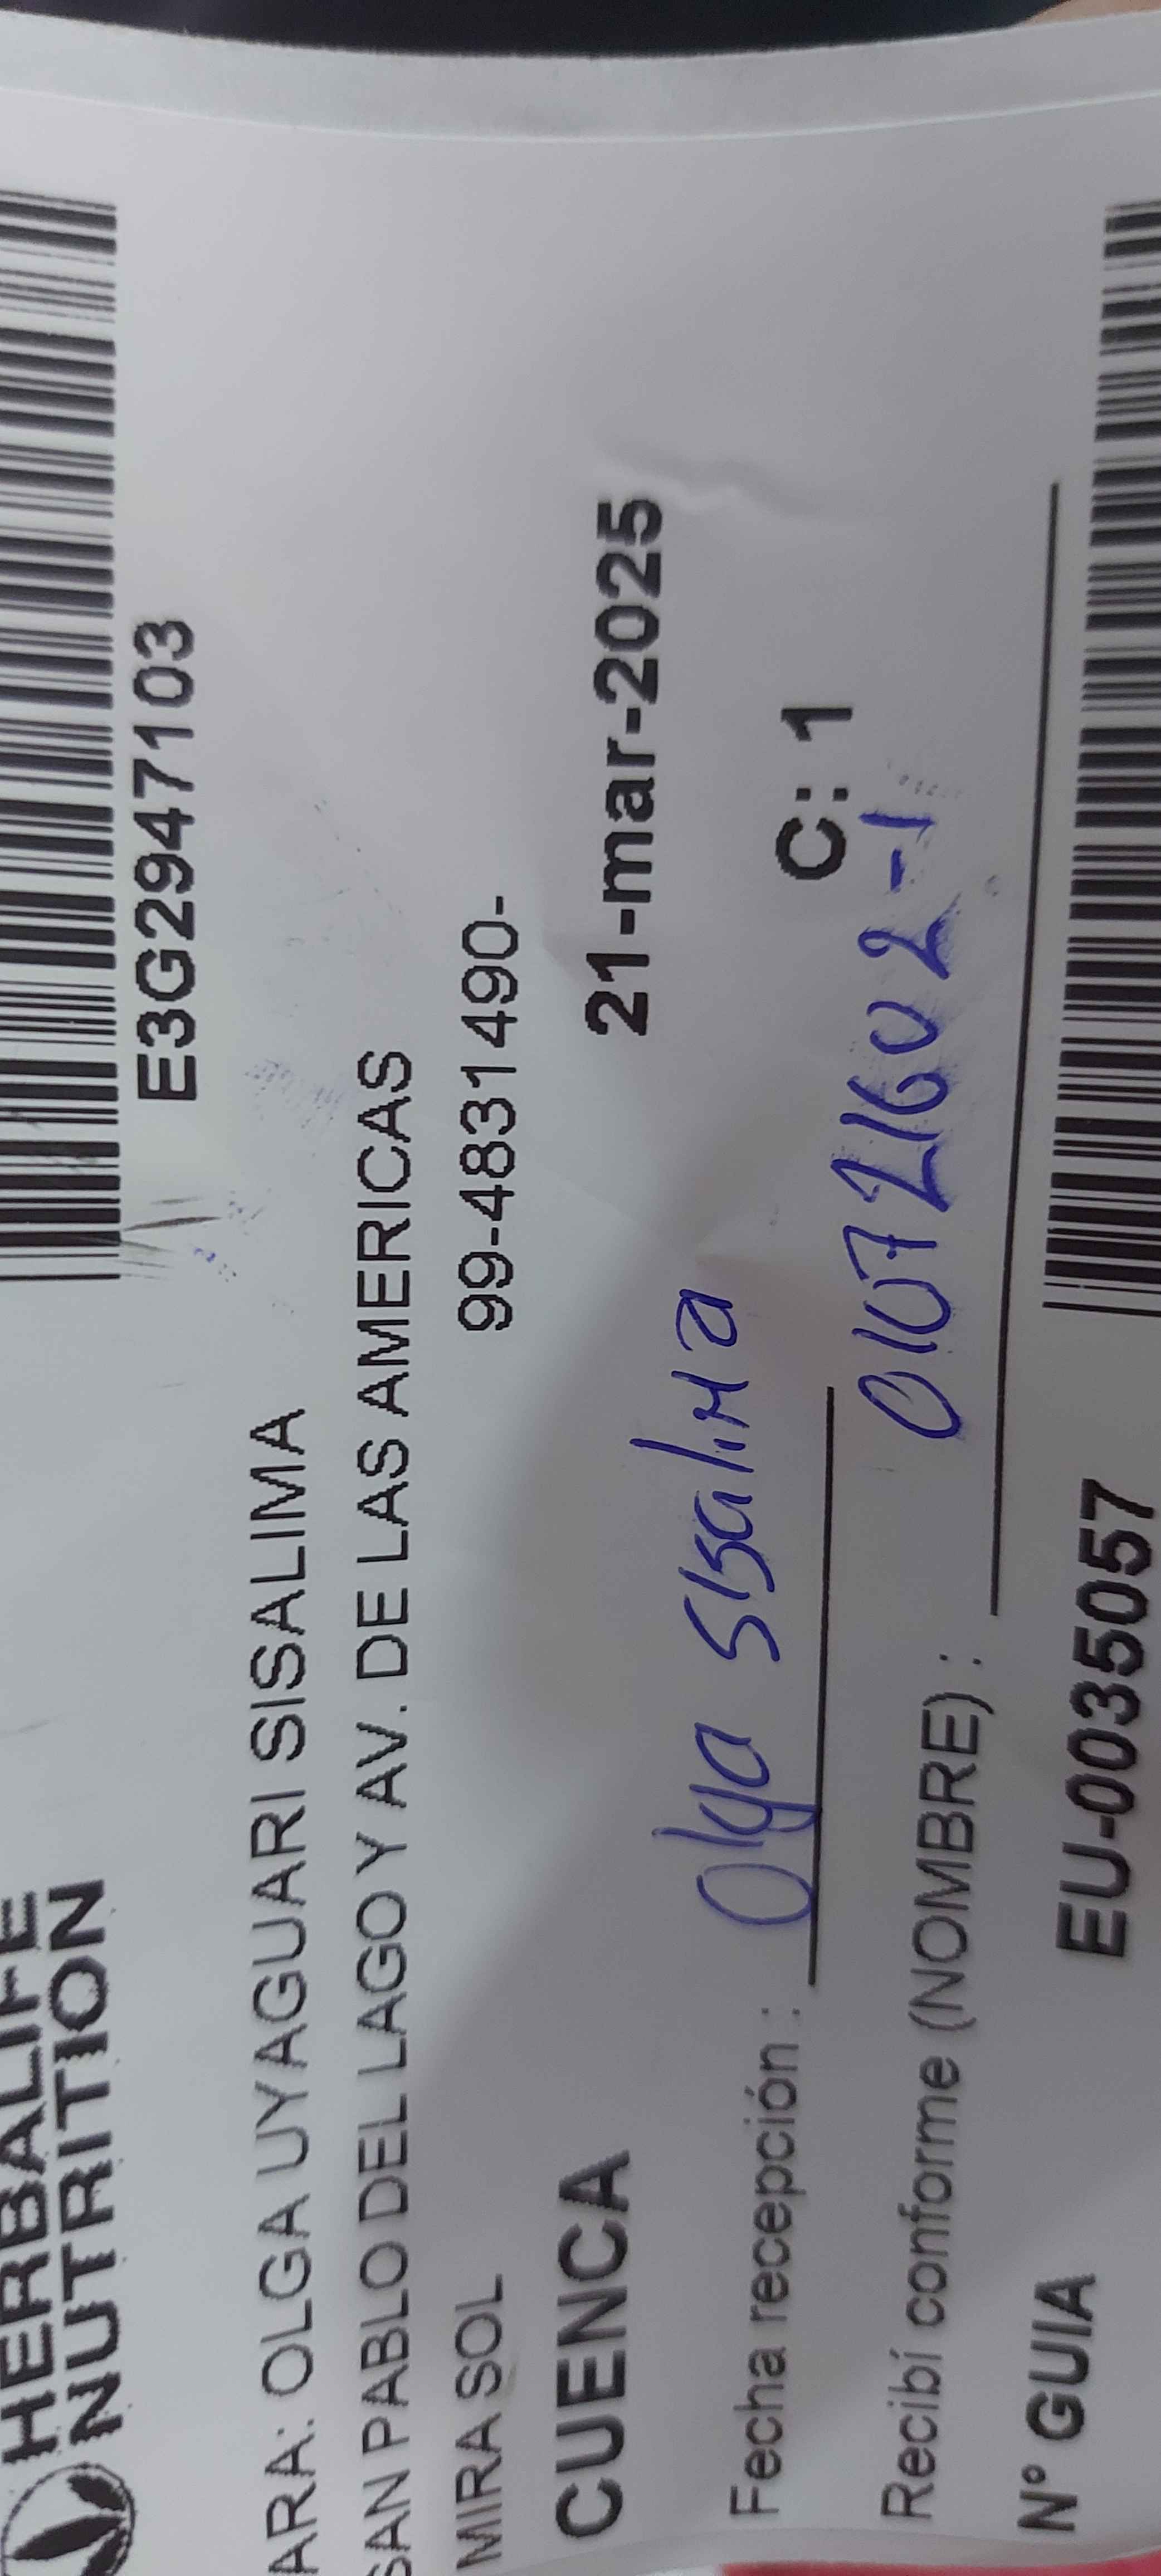 HERBALIFE
NUTRITION
E3G2947103
ARA: OLGA UYAGUARI SISALIMA
SAN PABLO DEL LAGO Y AV. DE LAS AMERICAS
MIRA SOL 99-4831490-
CUENCA 21-mar-2025
Fecha recepción : Olga Sisalima
C: 1
Recibí conforme (NOMBRE) : 010721602-1
N° GUIA EU-0035057